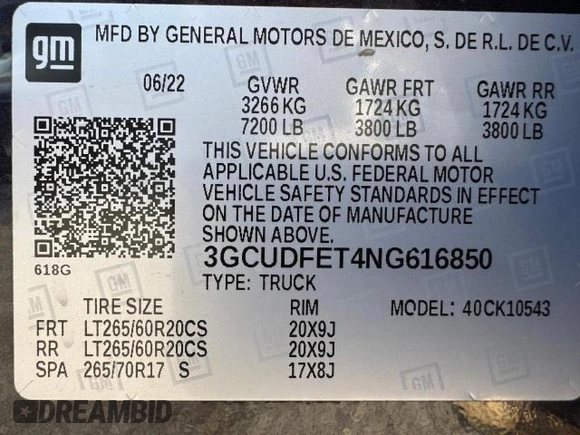 gm MFD BY GENERAL MOTORS DE MEXICO, S. DE R.L. DE C.V.
06/22 GVWR GAWR FRT GAWR RR
3266 KG 1724 KG 1724 KG
7200 LB 3800 LB 3800 LB
THIS VEHICLE CONFORMS TO ALL
APPLICABLE U.S. FEDERAL MOTOR
VEHICLE SAFETY STANDARDS IN EFFECT
ON THE DATE OF MANUFACTURE
SHOWN ABOVE.
3GCUDFET4NG616850
618G TYPE: TRUCK
TIRE SIZE RIM MODEL: 40CK10543
FRT LT265/60R20CS 20X9J
RR LT265/60R20CS 20X9J
SPA 265/70R17 S 17X8J
DREAMBID